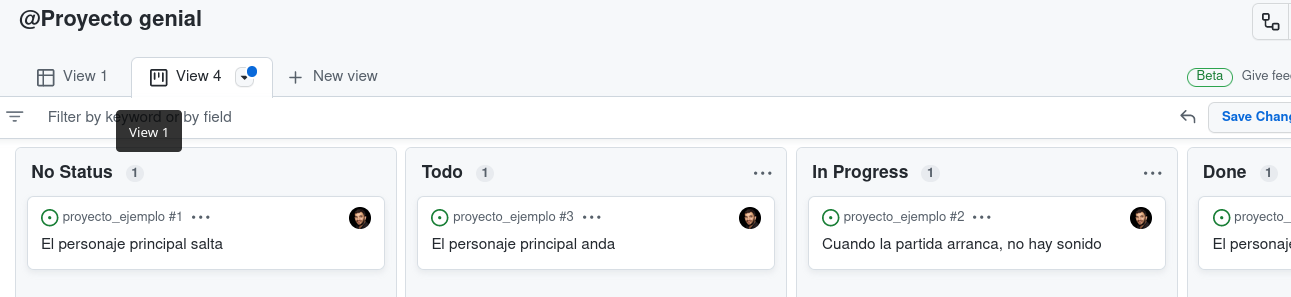 @Proyecto genial
View 1
View 4
New view
Beta
Give fee
Filter by keyword or by field
View 1
Save Chang
No Status 1
Todo 1
In Progress 1
Done 1
proyecto_ejemplo #1
El personaje principal salta
proyecto_ejemplo #3
El personaje principal anda
proyecto_ejemplo #2
Cuando la partida arranca, no hay sonido
proyecto_
El personaje